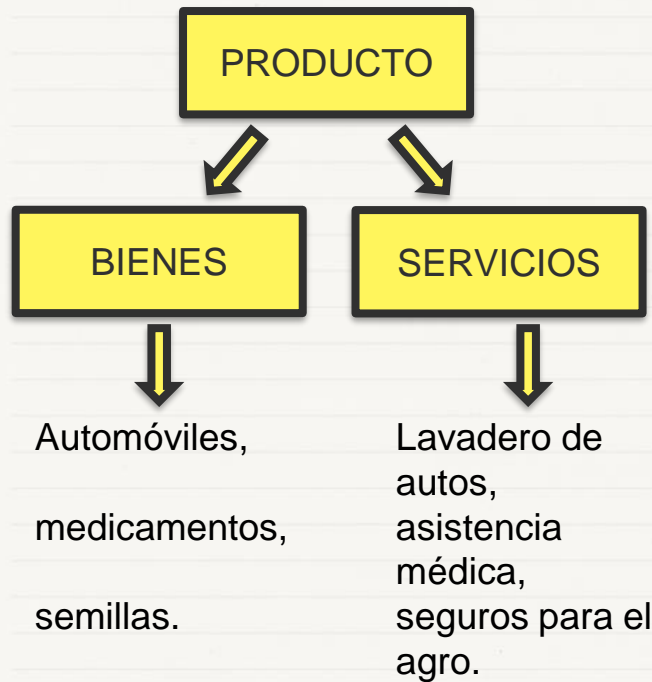 PRODUCTO
BIENES
SERVICIOS
Automóviles,
medicamentos,
semillas.
Lavadero de
autos,
asistencia
médica,
seguros para el
agro.